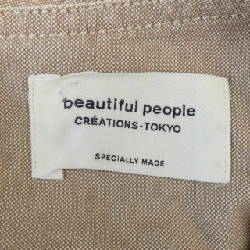 beautiful people
CRÉATIONS-TOKYO
SPECIALLY MADE